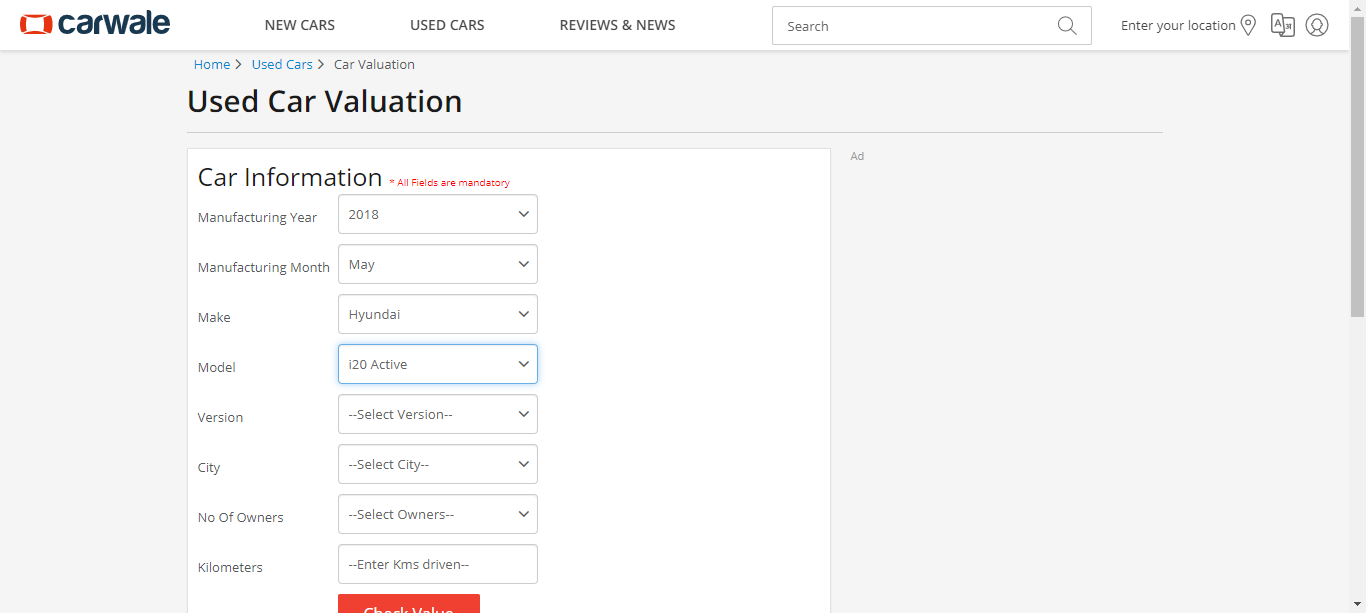 carwale NEW CARS USED CARS REVIEWS & NEWS Search Enter your location
Home > Used Cars > Car Valuation
Used Car Valuation
Ad
Car Information * All Fields are mandatory
Manufacturing Year 2018
Manufacturing Month May
Make Hyundai
Model i20 Active
Version --Select Version--
City --Select City--
No Of Owners --Select Owners--
Kilometers --Enter Kms driven--
Check Value